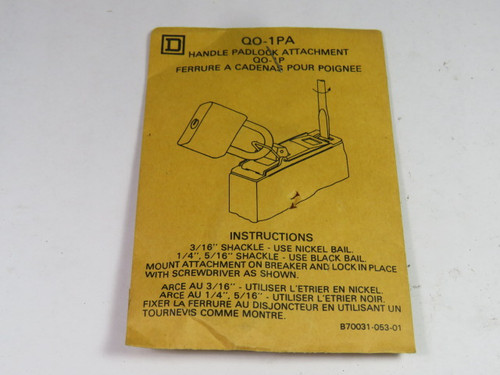 D
QO-1PA
HANDLE PADLOCK ATTACHMENT
QO-1P
FERRURE A CADENAS POUR POIGNEE
INSTRUCTIONS
3/16" SHACKLE - USE NICKEL BAIL.
1/4", 5/16" SHACKLE - USE BLACK BAIL.
MOUNT ATTACHMENT ON BREAKER AND LOCK IN PLACE
WITH SCREWDRIVER AS SHOWN.
ARCE AU 3/16" - UTILISER L'ETRIER EN NICKEL.
ARCE AU 1/4", 5/16" - UTILISER L'ETRIER NOIR.
FIXER LA FERRURE AU DISJONCTEUR EN UTILISANT UN
TOURNEVIS COMME MONTRE.
B70031-053-01